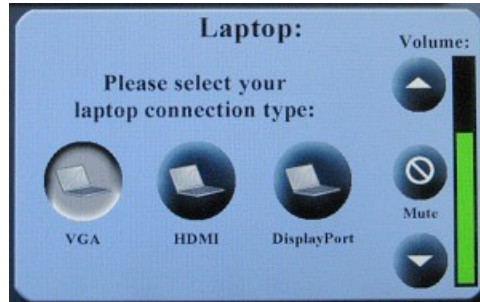 Laptop:
Volume:
Please select your
laptop connection type:
VGA
HDMI
DisplayPort
Mute